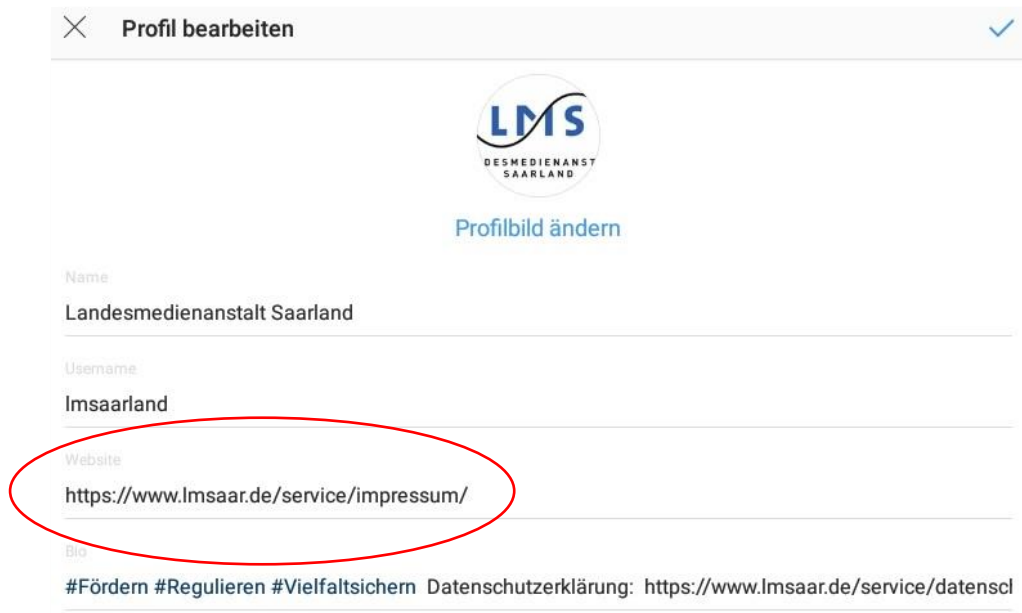 Profil bearbeiten
LMS
DESMEDIENANST
SAARLAND
Profilbild ändern
Name
Landesmedienanstalt Saarland
Username
lmsaarland
Website
https://www.lmsaar.de/service/impressum/
Bio
#Fördern #Regulieren #Vielfaltsichern Datenschutzerklärung: https://www.lmsaar.de/service/datenscl